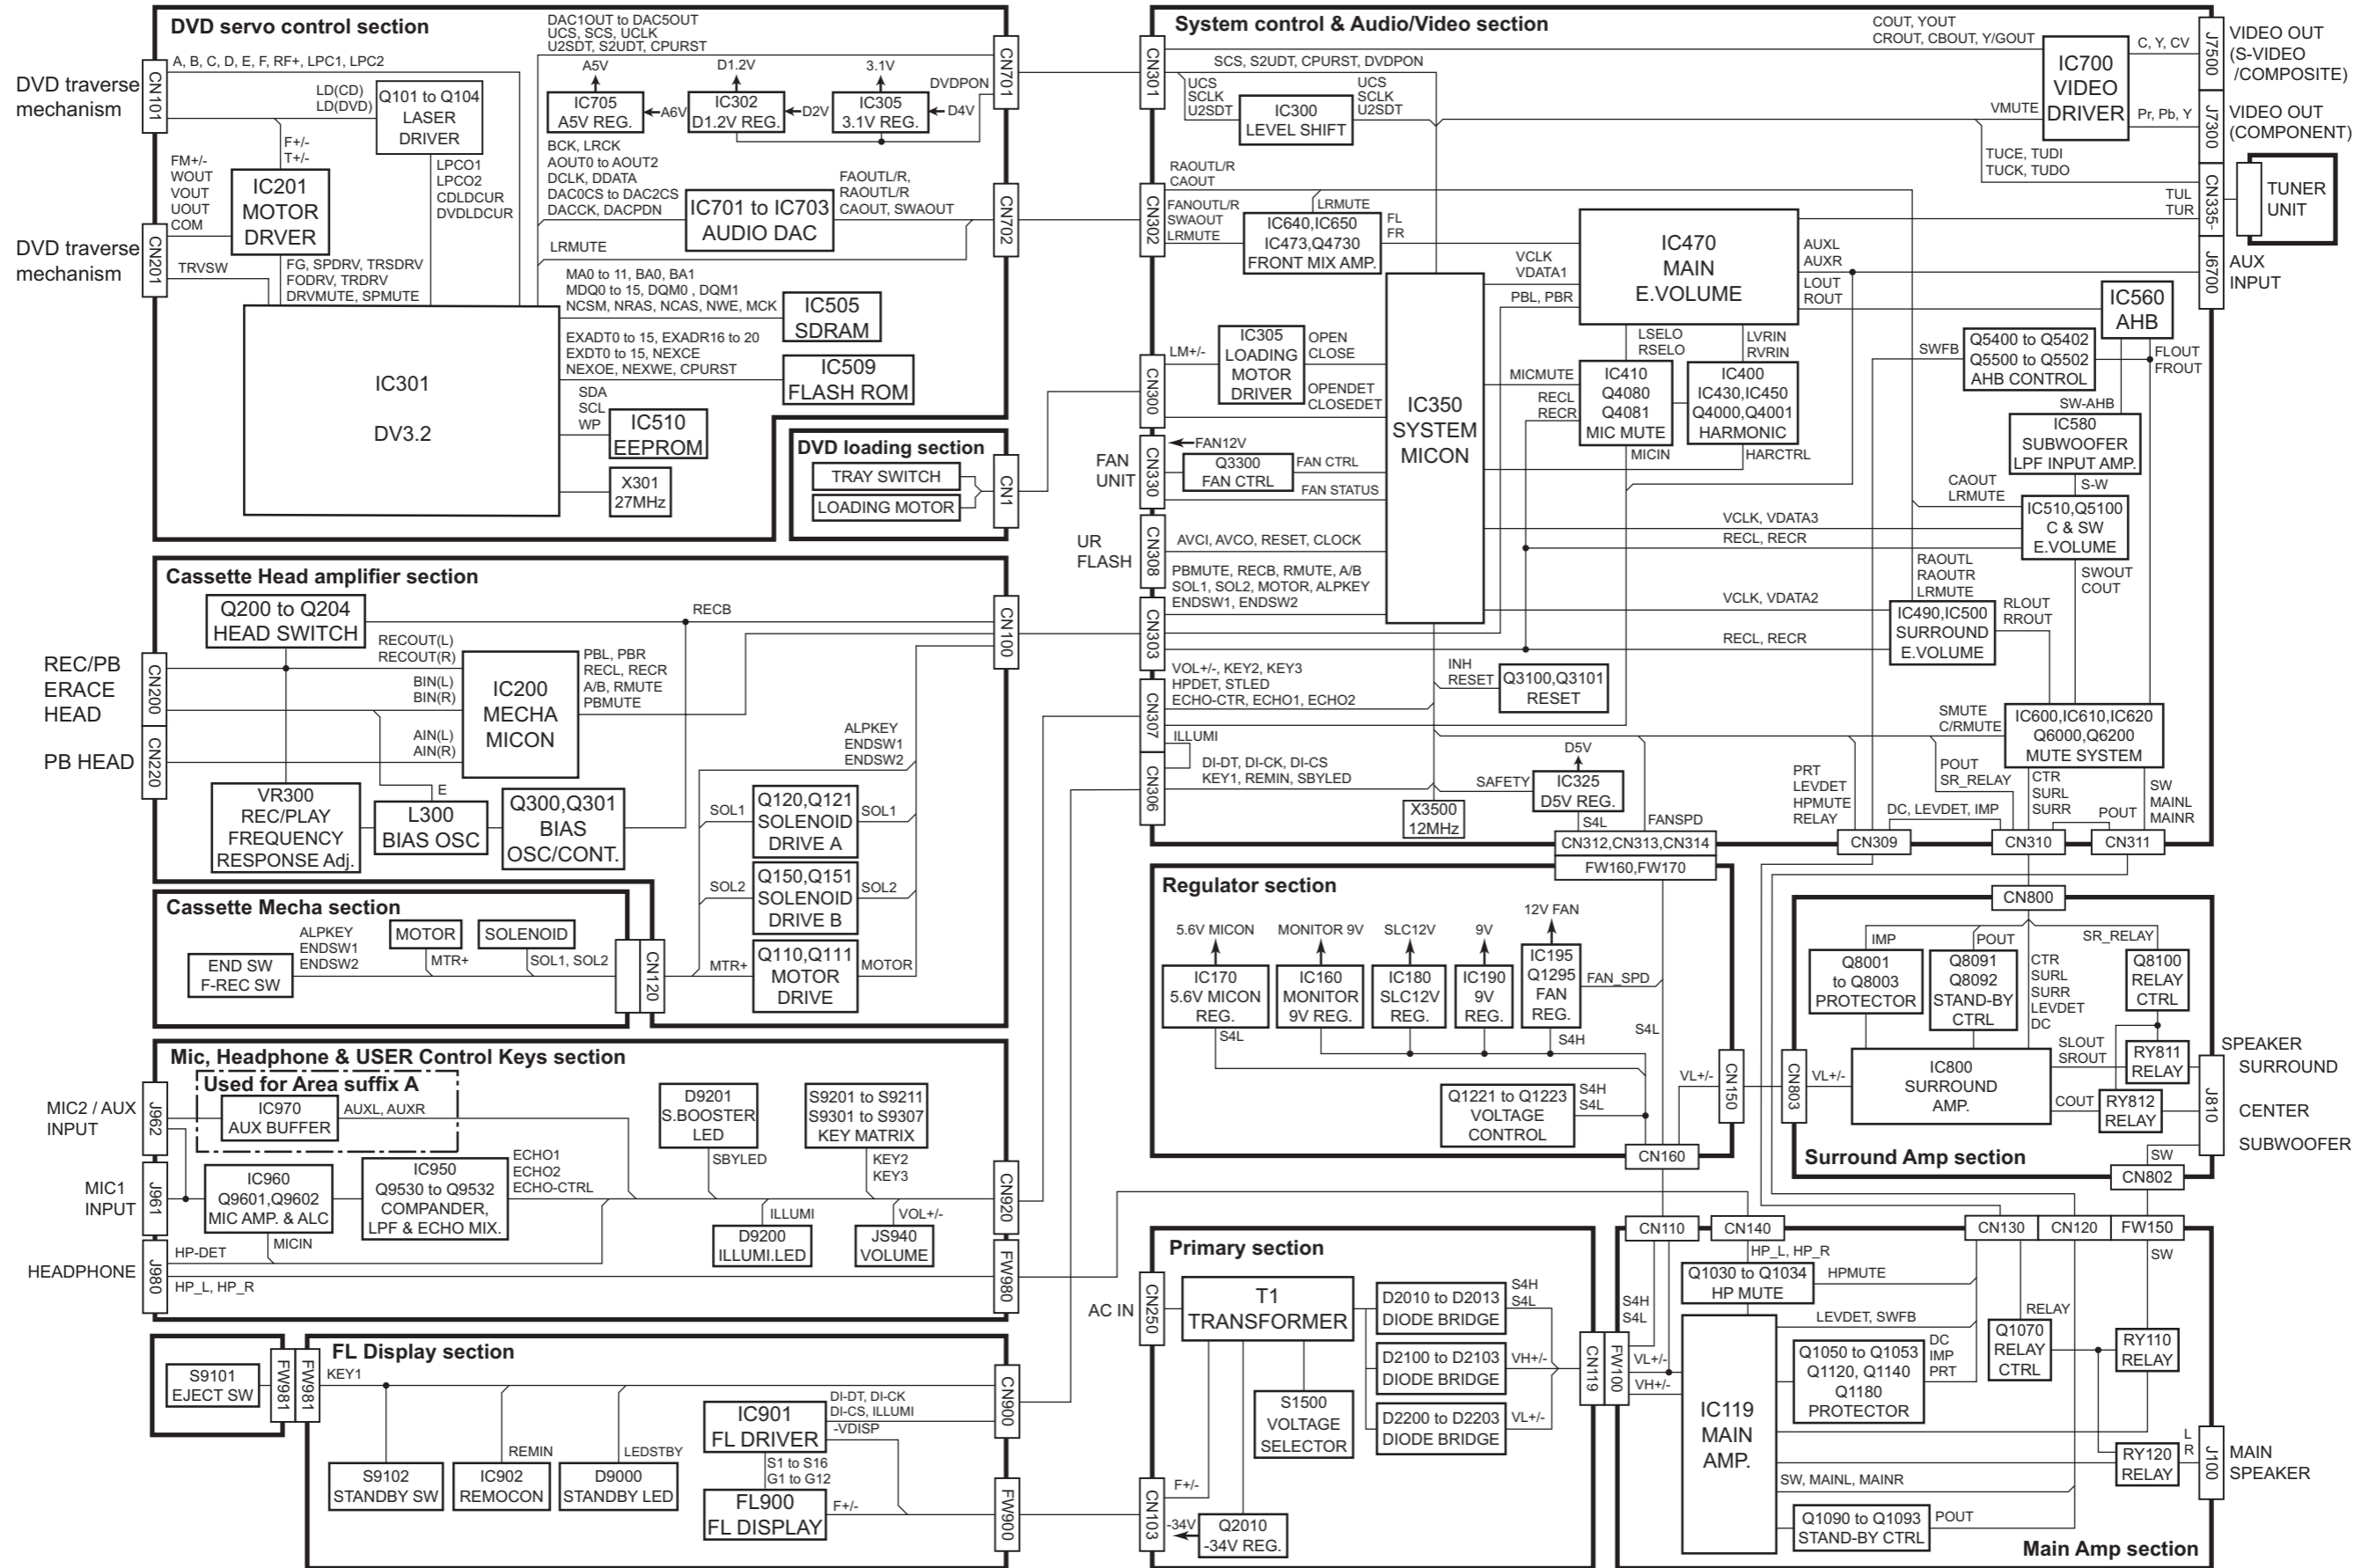 DVD servo control section
DVD traverse
mechanism
CN101
A, B, C, D, E, F, RF+, LPC1, LPC2
LD(CD)
LD(DVD)
Q101 to Q104
LASER
DRIVER
F+/-
T+/-
FM+/-
WOUT
VOUT
UOUT
COM
IC201
MOTOR
DRVER
LPCO1
LPCO2
CDLDCUR
DVDLDCUR
DVD traverse
mechanism
CN201
TRVSW
FG, SPDRV, TRSDRV
FODRV, TRDRV
DRVMUTE, SPMUTE
IC301
DV3.2
DAC1OUT to DAC5OUT
UCS, SCS, UCLK
U2SDT, S2UDT, CPURST
A5V
D1.2V
3.1V
DVDPON
IC705
A5V REG.
A6V
IC302
D1.2V REG.
D2V
IC305
3.1V REG.
D4V
CN701
BCK, LRCK
AOUT0 to AOUT2
DCLK, DDATA
DAC0CS to DAC2CS
DACCK, DACPDN
IC701 to IC703
AUDIO DAC
FAOUTL/R,
RAOUTL/R
CAOUT, SWAOUT
CN702
LRMUTE
MA0 to 11, BA0, BA1
MDQ0 to 15, DQM0 , DQM1
NCSM, NRAS, NCAS, NWE, MCK
IC505
SDRAM
EXADT0 to 15, EXADR16 to 20
EXDT0 to 15, NEXCE
NEXOE, NEXWE, CPURST
IC509
FLASH ROM
SDA
SCL
WP
IC510
EEPROM
X301
27MHz
DVD loading section
TRAY SWITCH
LOADING MOTOR
CN1
Cassette Head amplifier section
Q200 to Q204
HEAD SWITCH
RECB
CN100
REC/PB
ERACE
HEAD
CN200
RECOUT(L)
RECOUT(R)
BIN(L)
BIN(R)
AIN(L)
AIN(R)
IC200
MECHA
MICON
PBL, PBR
RECL, RECR
A/B, RMUTE
PBMUTE
PB HEAD
CN220
ALPKEY
ENDSW1
ENDSW2
E
VR300
REC/PLAY
FREQUENCY
RESPONSE Adj.
L300
BIAS OSC
Q300,Q301
BIAS
OSC/CONT.
SOL1
Q120,Q121
SOLENOID
DRIVE A
SOL1
SOL2
Q150,Q151
SOLENOID
DRIVE B
SOL2
MTR+
Q110,Q111
MOTOR
DRIVE
MOTOR
Cassette Mecha section
END SW
F-REC SW
ALPKEY
ENDSW1
ENDSW2
MOTOR
MTR+
SOLENOID
SOL1, SOL2
CN120
Mic, Headphone & USER Control Keys section
Used for Area suffix A
MIC2 / AUX
INPUT
J962
IC970
AUX BUFFER
AUXL, AUXR
D9201
S.BOOSTER
LED
SBYLED
S9201 to S9211
S9301 to S9307
KEY MATRIX
KEY2
KEY3
MIC1
INPUT
J961
IC960
Q9601,Q9602
MIC AMP. & ALC
MICIN
IC950
Q9530 to Q9532
COMPANDER,
LPF & ECHO MIX.
ECHO1
ECHO2
ECHO-CTRL
ILLUMI
D9200
ILLUMI.LED
VOL+/-
JS940
VOLUME
CN920
HEADPHONE
J980
HP-DET
HP_L, HP_R
FW980
S9101
EJECT SW
FW981
FW981
FL Display section
KEY1
S9102
STANDBY SW
REMIN
IC902
REMOCON
LEDSTBY
D9000
STANDBY LED
IC901
FL DRIVER
DI-DT, DI-CK
DI-CS, ILLUMI
-VDISP
S1 to S16
G1 to G12
FL900
FL DISPLAY
F+/-
CN900
FW900
System control & Audio/Video section
CN301
SCS, S2UDT, CPURST, DVDPON
UCS
SCLK
U2SDT
IC300
LEVEL SHIFT
UCS
SCLK
U2SDT
COUT, YOUT
CROUT, CBOUT, Y/GOUT
VMUTE
IC700
VIDEO
DRIVER
C, Y, CV
J7500
VIDEO OUT
(S-VIDEO
/COMPOSITE)
Pr, Pb, Y
J7300
VIDEO OUT
(COMPONENT)
TUCE, TUDI
TUCK, TUDO
CN335-
TUNER
UNIT
TUL
TUR
CN302
RAOUTL/R
CAOUT
FANOUTL/R
SWAOUT
LRMUTE
LRMUTE
IC640,IC650
IC473,Q4730
FRONT MIX AMP.
FL
FR
IC470
MAIN
E.VOLUME
AUXL
AUXR
LOUT
ROUT
J6700
AUX
INPUT
IC560
AHB
VCLK
VDATA1
PBL, PBR
LM+/-
CN300
IC305
LOADING
MOTOR
DRIVER
OPEN
CLOSE
OPENDET
CLOSEDET
IC350
SYSTEM
MICON
LSELO
RSELO
LVRIN
RVRIN
MICMUTE
RECL
RECR
IC410
Q4080
Q4081
MIC MUTE
MICIN
IC400
IC430,IC450
Q4000,Q4001
HARMONIC
HARCTRL
SWFB
Q5400 to Q5402
Q5500 to Q5502
AHB CONTROL
FLOUT
FROUT
SW-AHB
IC580
SUBWOOFER
LPF INPUT AMP.
S-W
FAN
UNIT
CN330
FAN12V
Q3300
FAN CTRL
FAN CTRL
FAN STATUS
CAOUT
LRMUTE
IC510,Q5100
C & SW
E.VOLUME
VCLK, VDATA3
RECL, RECR
UR
FLASH
CN308
AVCI, AVCO, RESET, CLOCK
PBMUTE, RECB, RMUTE, A/B
SOL1, SOL2, MOTOR, ALPKEY
ENDSW1, ENDSW2
CN303
RAOUTL
RAOUTR
LRMUTE
SWOUT
COUT
VCLK, VDATA2
RECL, RECR
IC490,IC500
SURROUND
E.VOLUME
RLOUT
RROUT
VOL+/-, KEY2, KEY3
HPDET, STLED
ECHO-CTR, ECHO1, ECHO2
CN307
INH
RESET
Q3100,Q3101
RESET
ILLUMI
CN306
DI-DT, DI-CK, DI-CS
KEY1, REMIN, SBYLED
SAFETY
D5V
IC325
D5V REG.
S4L
X3500
12MHz
FANSPD
SMUTE
C/RMUTE
IC600,IC610,IC620
Q6000,Q6200
MUTE SYSTEM
PRT
LEVDET
HPMUTE
RELAY
POUT
SR_RELAY
DC, LEVDET, IMP
CTR
SURL
SURR
POUT
SW
MAINL
MAINR
CN312,CN313,CN314
CN309
CN310
CN311
Regulator section
FW160,FW170
5.6V MICON
MONITOR 9V
SLC12V
9V
12V FAN
IC170
5.6V MICON
REG.
IC160
MONITOR
9V REG.
IC180
SLC12V
REG.
IC190
9V
REG.
IC195
Q1295
FAN
REG.
FAN_SPD
S4L
S4H
S4L
Q1221 to Q1223
VOLTAGE
CONTROL
S4H
S4L
VL+/-
CN150
CN160
CN800
IMP
POUT
SR_RELAY
Q8001
to Q8003
PROTECTOR
Q8091
Q8092
STAND-BY
CTRL
CTR
SURL
SURR
LEVDET
DC
Q8100
RELAY
CTRL
CN803
VL+/-
IC800
SURROUND
AMP.
SLOUT
SROUT
RY811
RELAY
COUT
RY812
RELAY
J810
SPEAKER
SURROUND
CENTER
SUBWOOFER
SW
Surround Amp section
CN802
Primary section
AC IN
CN250
T1
TRANSFORMER
D2010 to D2013
DIODE BRIDGE
S4H
S4L
D2100 to D2103
DIODE BRIDGE
VH+/-
D2200 to D2203
DIODE BRIDGE
VL+/-
S1500
VOLTAGE
SELECTOR
CN119
F+/-
CN103
-34V
Q2010
-34V REG.
CN110
CN140
CN130
CN120
FW150
FW100
S4H
S4L
VL+/-
VH+/-
HP_L, HP_R
Q1030 to Q1034
HP MUTE
HPMUTE
LEVDET, SWFB
IC119
MAIN
AMP.
Q1050 to Q1053
Q1120, Q1140
Q1180
PROTECTOR
DC
IMP
PRT
RELAY
Q1070
RELAY
CTRL
SW
RY110
RELAY
RY120
RELAY
L
R
J100
MAIN
SPEAKER
SW, MAINL, MAINR
Q1090 to Q1093
STAND-BY CTRL
POUT
Main Amp section